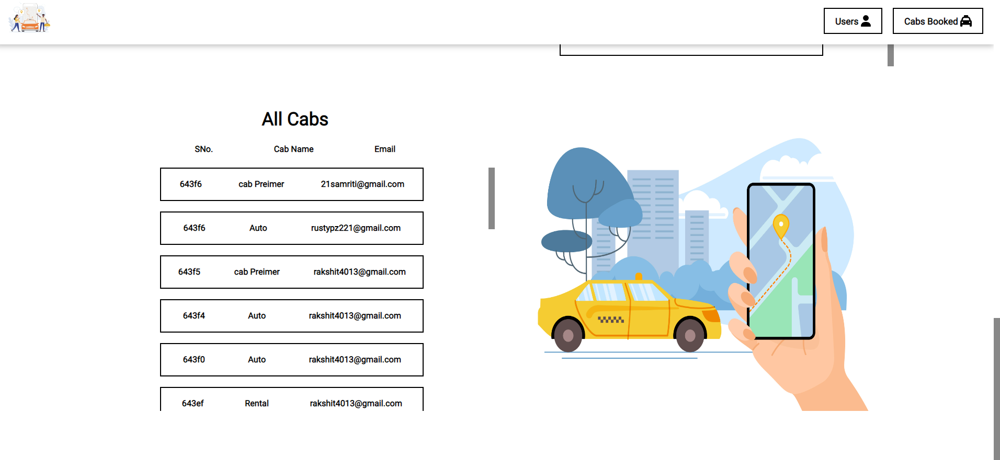 Users
Cabs Booked
All Cabs
SNo. Cab Name Email
643f6 cab Preimer 21samriti@gmail.com
643f6 Auto rustypz221@gmail.com
643f5 cab Preimer rakshit4013@gmail.com
643f4 Auto rakshit4013@gmail.com
643f0 Auto rakshit4013@gmail.com
643ef Rental rakshit4013@gmail.com